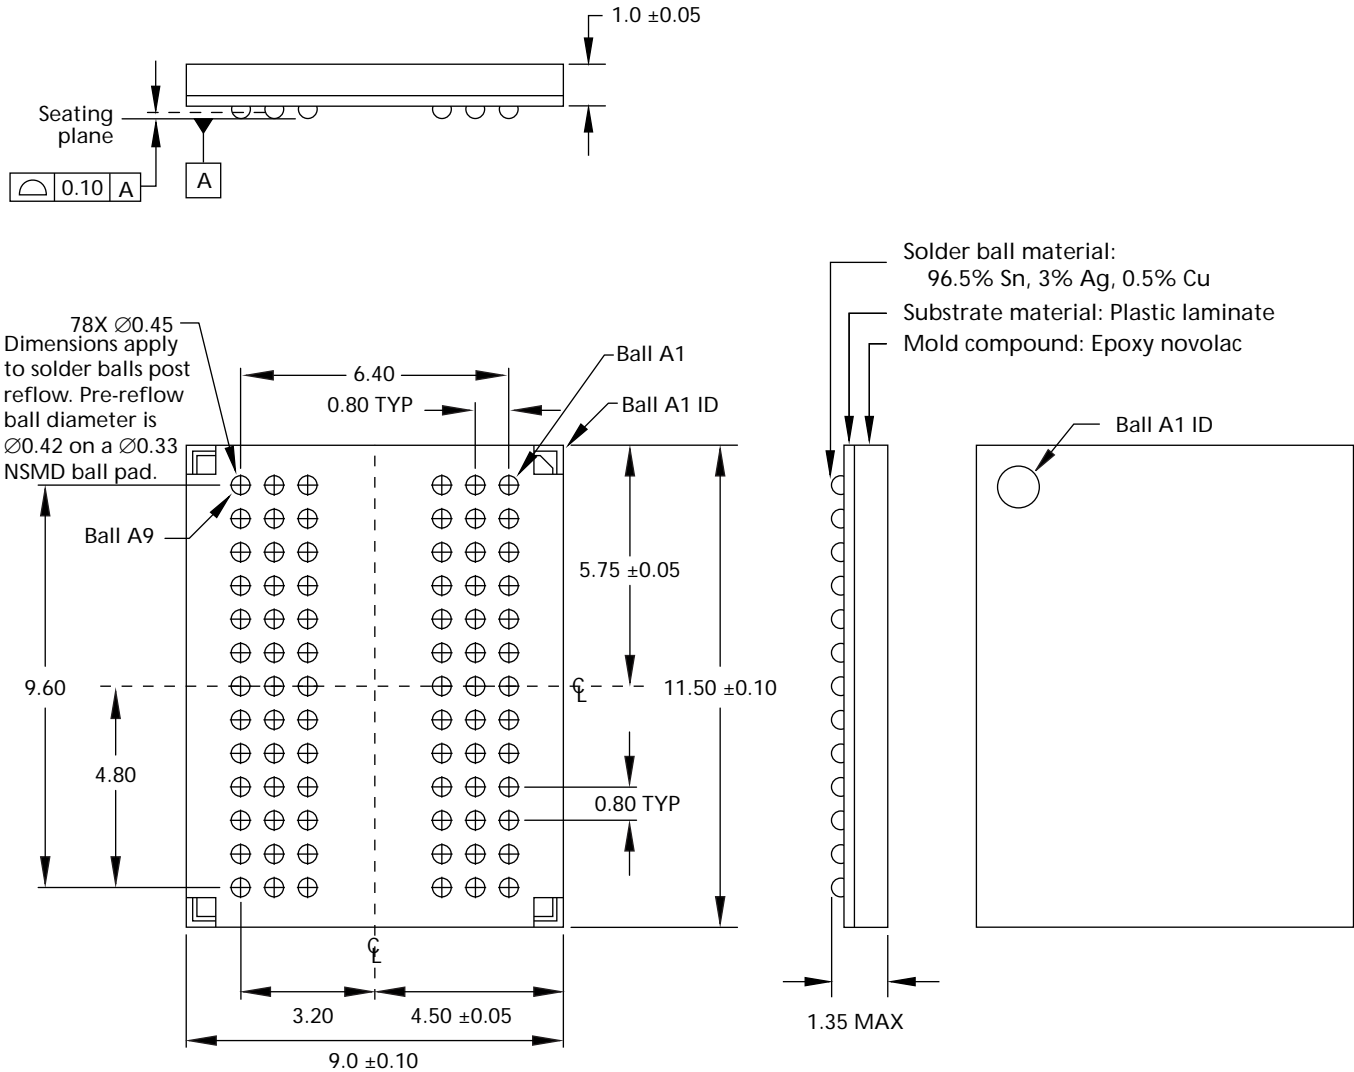 1.0 ±0.05
Seating
plane
0.10 A
A
Solder ball material:
96.5% Sn, 3% Ag, 0.5% Cu
Substrate material: Plastic laminate
Mold compound: Epoxy novolac
78X ∅0.45
Dimensions apply
to solder balls post
reflow. Pre-reflow
ball diameter is
∅0.42 on a ∅0.33
NSMD ball pad.
6.40
0.80 TYP
Ball A1
Ball A1 ID
Ball A1 ID
Ball A9
5.75 ±0.05
9.60
CL
11.50 ±0.10
4.80
0.80 TYP
CL
3.20
4.50 ±0.05
1.35 MAX
9.0 ±0.10